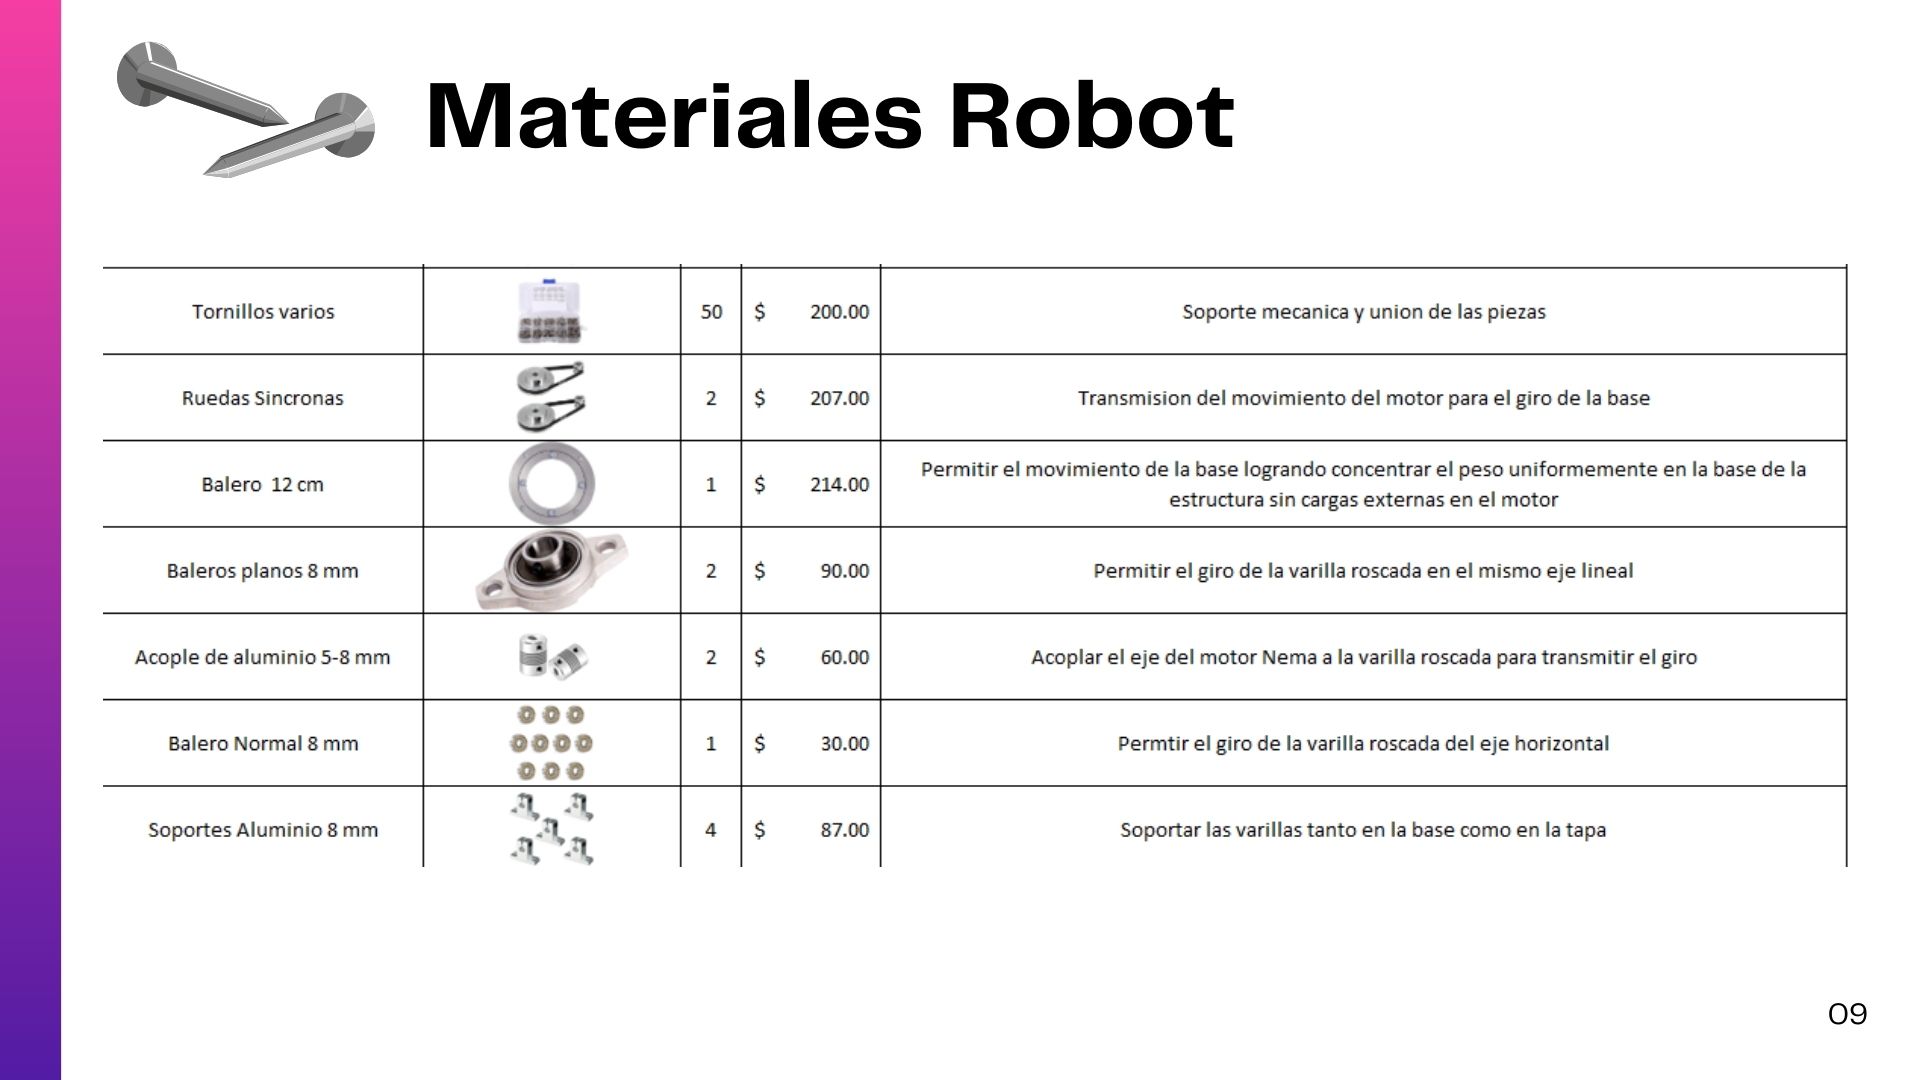 Materiales Robot
Tornillos varios 50 $ 200.00 Soporte mecanica y union de las piezas
Ruedas Sincronas 2 $ 207.00 Transmision del movimiento del motor para el giro de la base
Balero 12 cm 1 $ 214.00 Permitir el movimiento de la base logrando concentrar el peso uniformemente en la base de la
estructura sin cargas externas en el motor
Baleros planos 8 mm 2 $ 90.00 Permitir el giro de la varilla roscada en el mismo eje lineal
Acople de aluminio 5-8 mm 2 $ 60.00 Acoplar el eje del motor Nema a la varilla roscada para transmitir el giro
Balero Normal 8 mm 1 $ 30.00 Permtir el giro de la varilla roscada del eje horizontal
Soportes Aluminio 8 mm 4 $ 87.00 Soportar las varillas tanto en la base como en la tapa
09